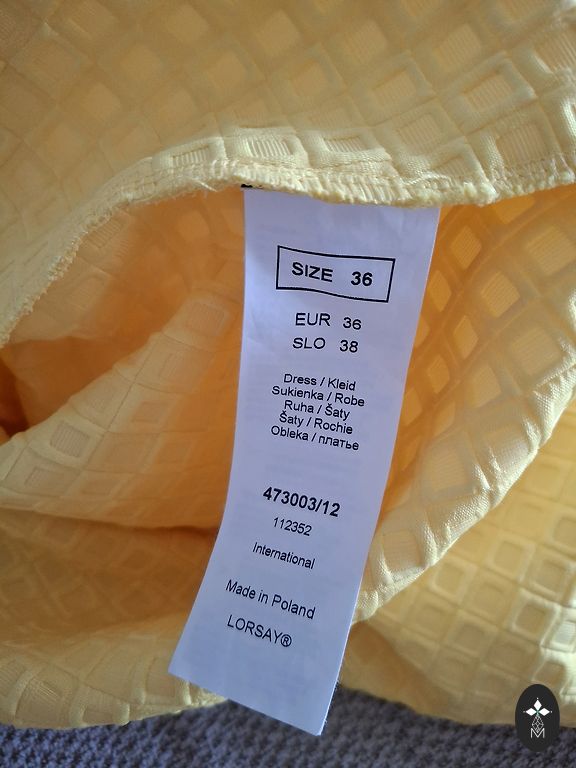 SIZE 36
EUR 36
SLO 38
Dress / Kleid
Sukienka / Robe
Ruha / Šaty
Šaty / Rochie
Obleka / платье
473003/12
112352
International
Made in Poland
LORSAY®
M